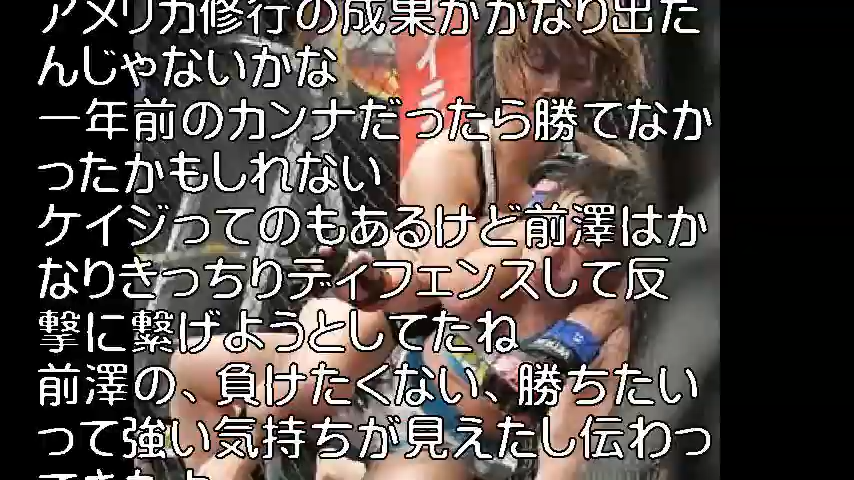 アメリカ修行の成果がかなり出た
んじゃないかな
一年前のカンナだったら勝てなか
ったかもしれない
ケイジってのもあるけど前澤はか
なりきっちりディフェンスして反
撃に繋げようとしてたね
前澤の、負けたくない、勝ちたい
って強い気持ちが見えたし伝わっ
てきたよ